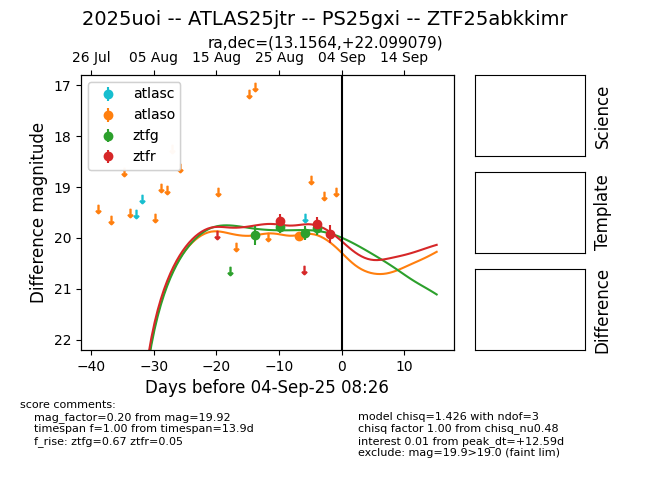 2025uoi -- ATLAS25jtr -- PS25gxi -- ZTF25abkkimr
ra,dec=(13.1564,+22.099079)
26 Jul 05 Aug 15 Aug 25 Aug 04 Sep 14 Sep
17
18
19
20
21
22
Difference magnitude
atlasc
atlaso
ztfg
ztfr
−40 −30 −20 −10 0 10
Days before 04-Sep-25 08:26
Science
Template
Difference
score comments:
mag_factor=0.20 from mag=19.92
timespan f=1.00 from timespan=13.9d
f_rise: ztfg=0.67 ztfr=0.05
model chisq=1.426 with ndof=3
chisq factor 1.00 from chisq_nu0.48
interest 0.01 from peak_dt=+12.59d
exclude: mag=19.9>19.0 (faint lim)